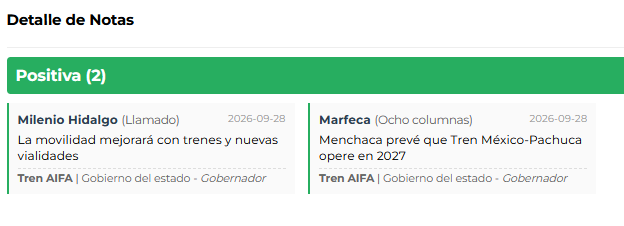 Detalle de Notas
Positiva (2)
Milenio Hidalgo (Llamado) 2026-09-28
La movilidad mejorará con trenes y nuevas
vialidades
Tren AIFA | Gobierno del estado - Gobernador
Marfeca (Ocho columnas) 2026-09-28
Menchaca prevé que Tren México-Pachuca
opere en 2027
Tren AIFA | Gobierno del estado - Gobernador